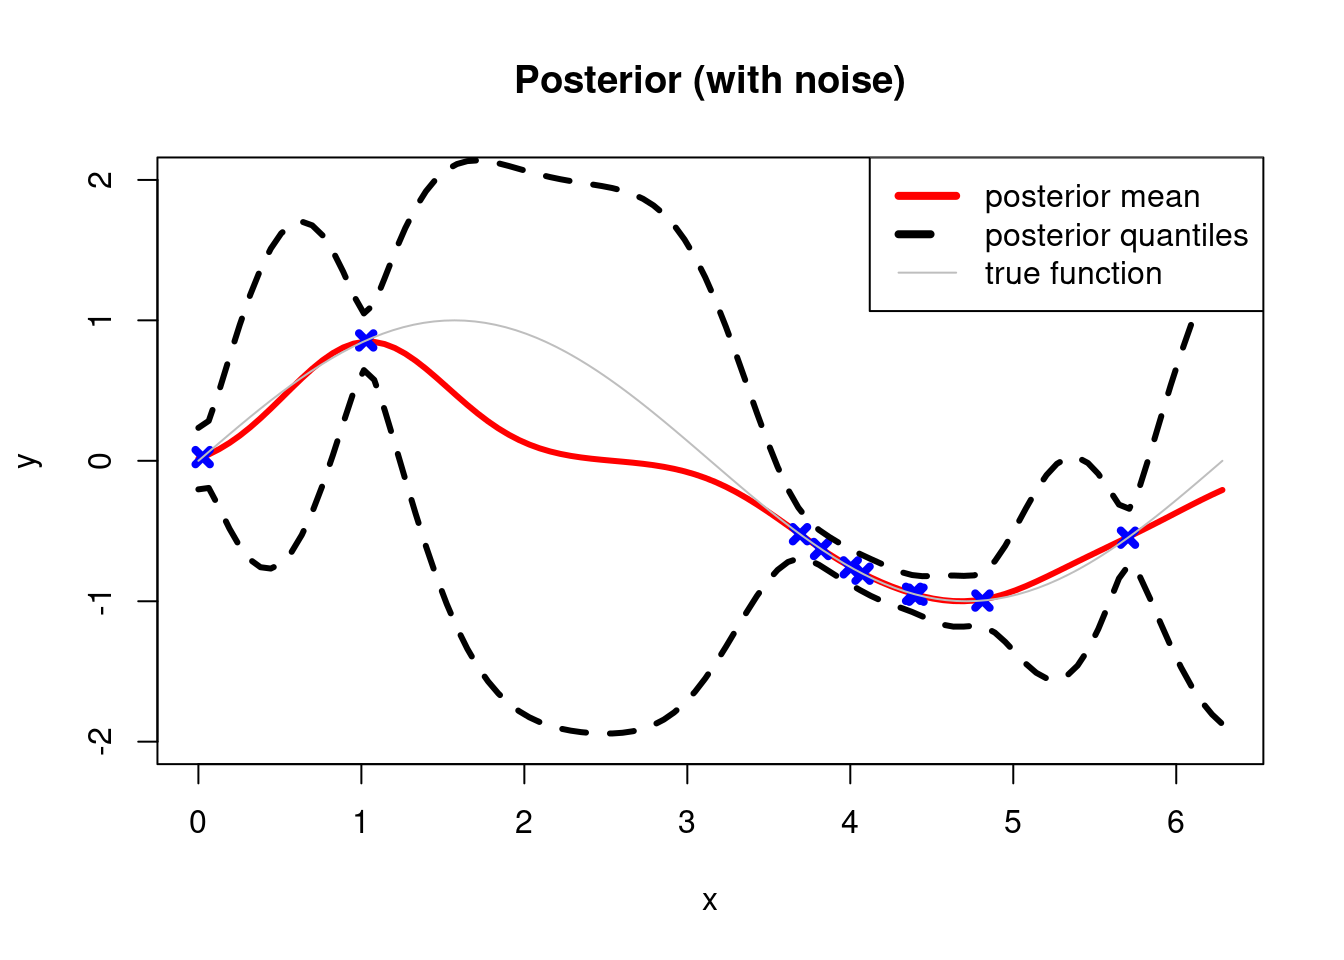 Posterior (with noise)
posterior mean
posterior quantiles
true function
y
2
1
0
-1
-2
0 1 2 3 4 5 6
x